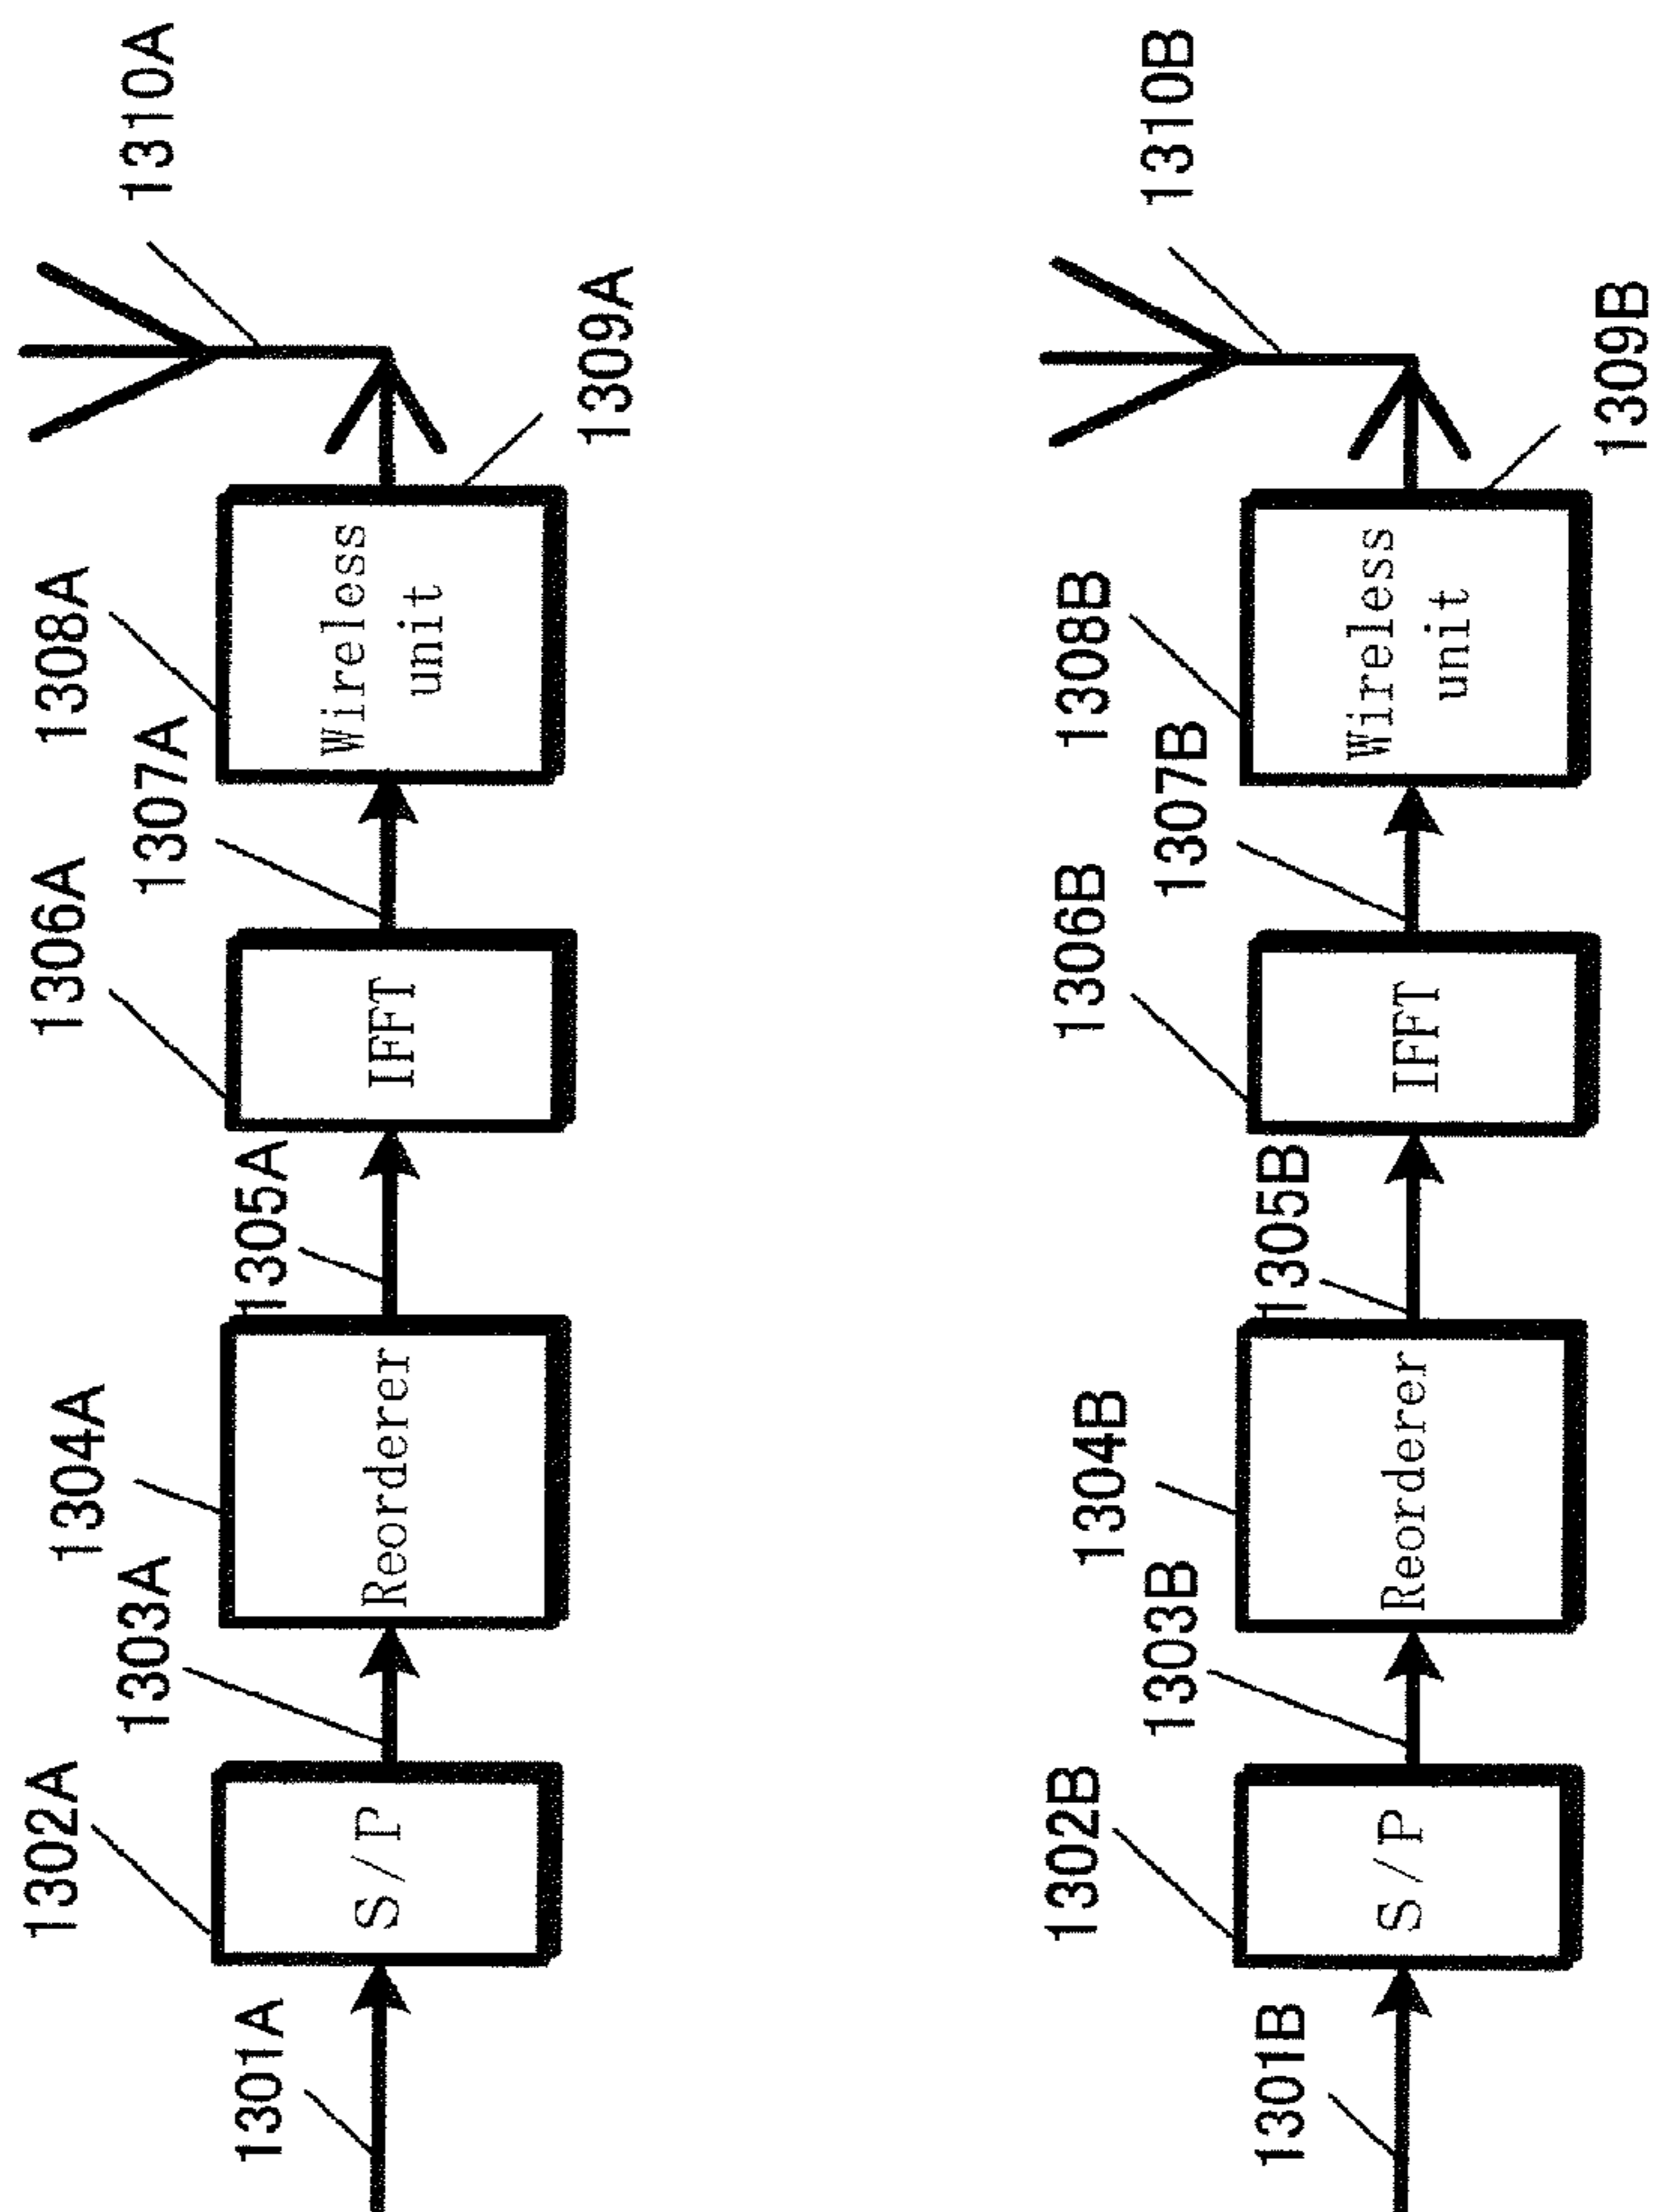 1301A
1302A
S/P
1303A
1304A
Reorderer
1305A
1306A
IFFT
1307A
1308A
Wireless
unit
1309A
1310A
1301B
1302B
S/P
1303B
1304B
Reorderer
1305B
1306B
IFFT
1307B
1308B
Wireless
unit
1309B
1310B